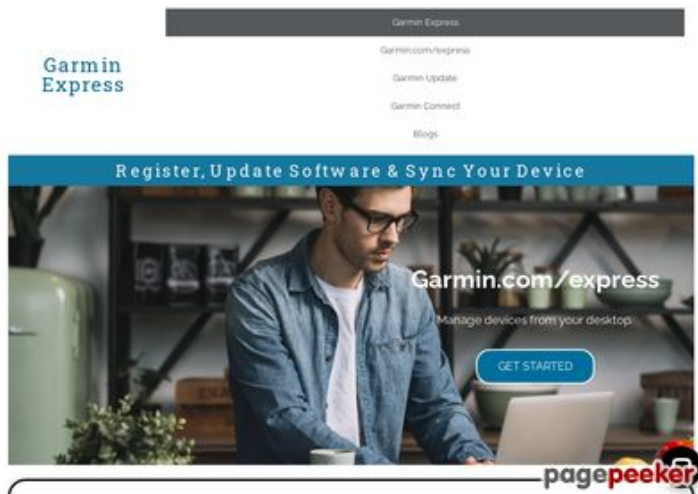 Garmin Express
Garmin.com/express
Garmin
Express
Garmin Update
Garmin Connect
Blogs
Register, Update Software & Sync Your Device
Garmin.com/express
Manage devices from your desktop.
GET STARTED
pagepeeker